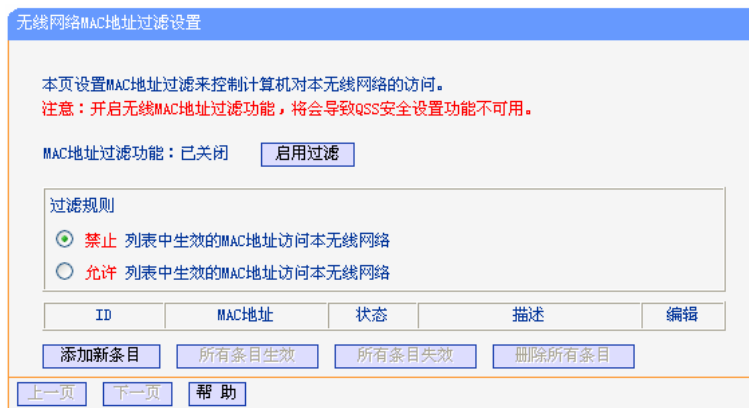 无线网络MAC地址过滤设置
本页设置MAC地址过滤来控制计算机对本无线网络的访问。
注意：开启无线MAC地址过滤功能，将会导致QSS安全设置功能不可用。
MAC地址过滤功能：已关闭 启用过滤
过滤规则
禁止 列表中生效的MAC地址访问本无线网络
允许 列表中生效的MAC地址访问本无线网络
ID MAC地址 状态 描述 编辑
添加新条目 所有条目生效 所有条目失效 删除所有条目
上一页 下一页 帮 助